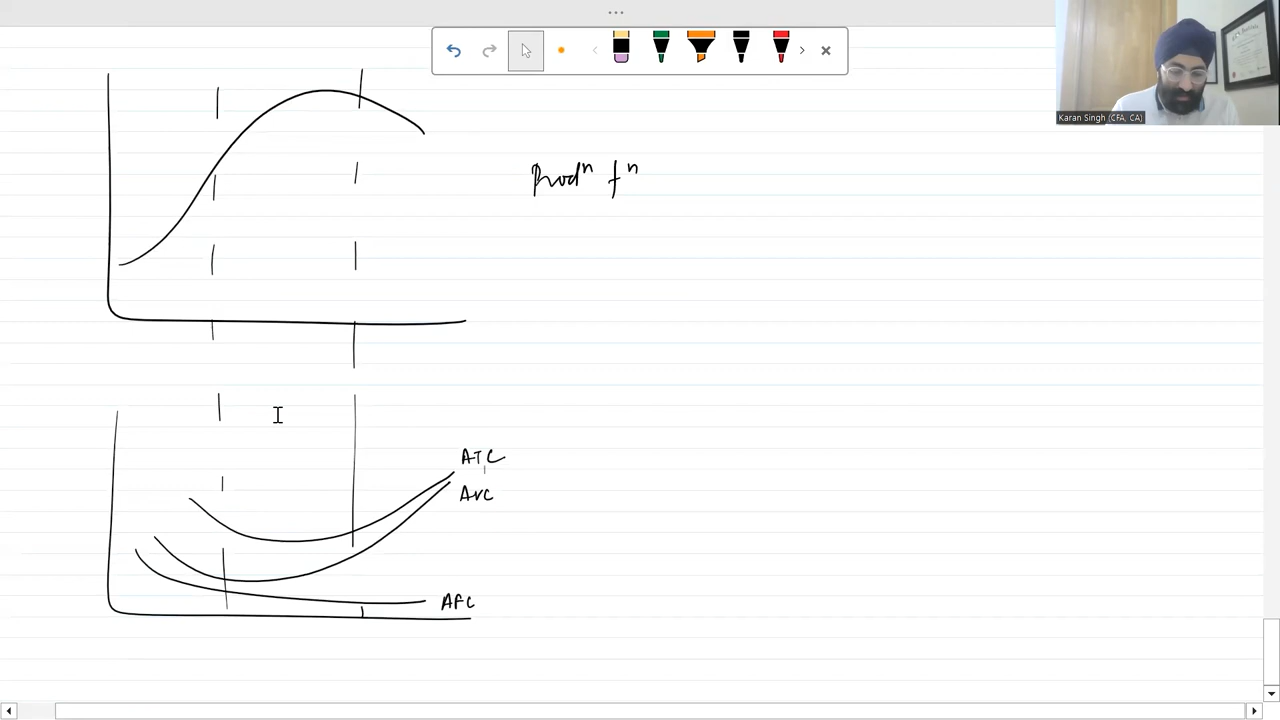 Karan Singh (CFA, CA)
Prodⁿ fⁿ
ATC
AVC
AFC